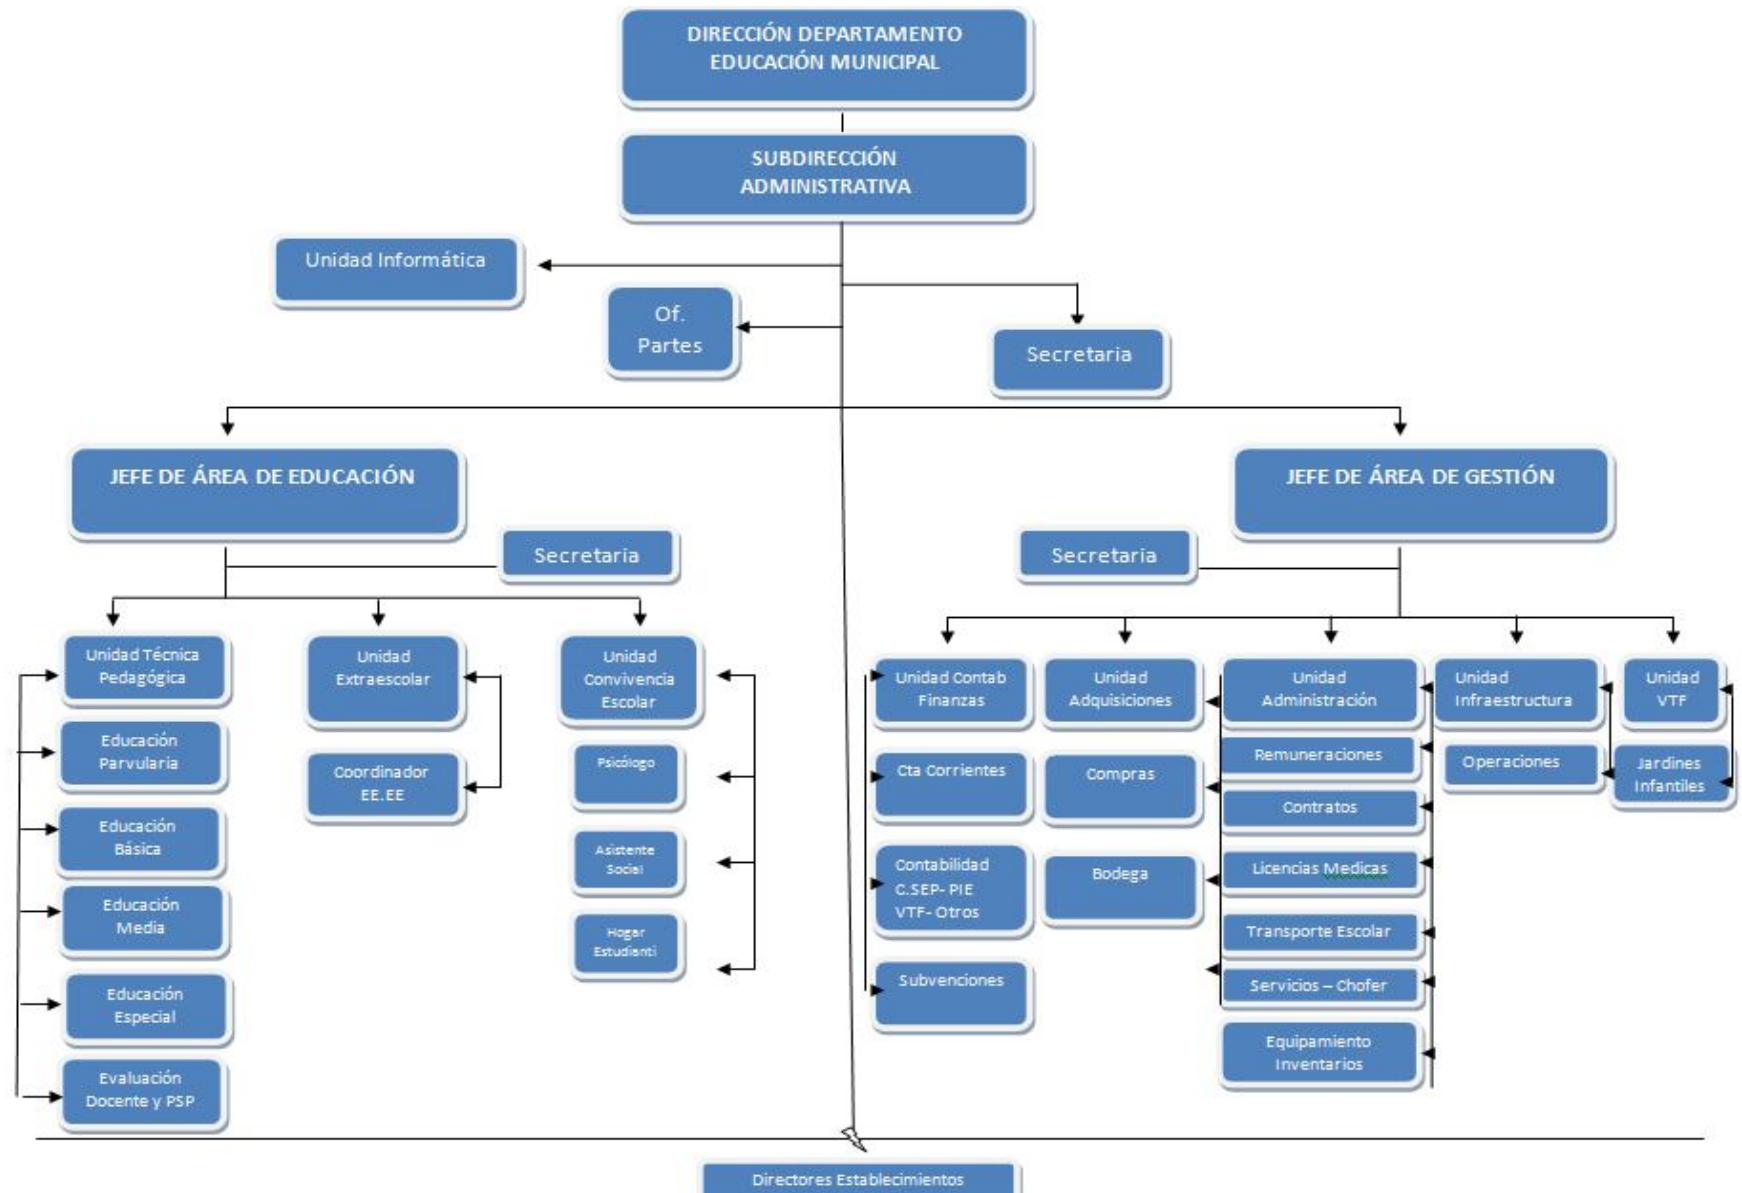 DIRECCIÓN DEPARTAMENTO
EDUCACIÓN MUNICIPAL
SUBDIRECCIÓN
ADMINISTRATIVA
Unidad Informática
Of.
Partes
Secretaria
JEFE DE ÁREA DE EDUCACIÓN
JEFE DE ÁREA DE GESTIÓN
Secretaria
Secretaria
Unidad Técnica
Pedagógica
Educación
Parvularia
Educación
Básica
Educación
Media
Educación
Especial
Evaluación
Docente y PSP
Unidad
Extraescolar
Coordinador
EE.EE
Unidad
Convivencia
Escolar
Psicólogo
Asistente
Social
Hogar
Estudianti
Unidad Contab
Finanzas
Cta Corrientes
Contabilidad
C.SEP- PIE
VTF- Otros
Subvenciones
Unidad
Adquisiciones
Compras
Bodega
Unidad
Administración
Remuneraciones
Contratos
Licencias Medicas
Transporte Escolar
Servicios – Chofer
Equipamiento
Inventarios
Unidad
Infraestructura
Operaciones
Unidad
VTF
Jardines
Infantiles
Directores Establecimientos